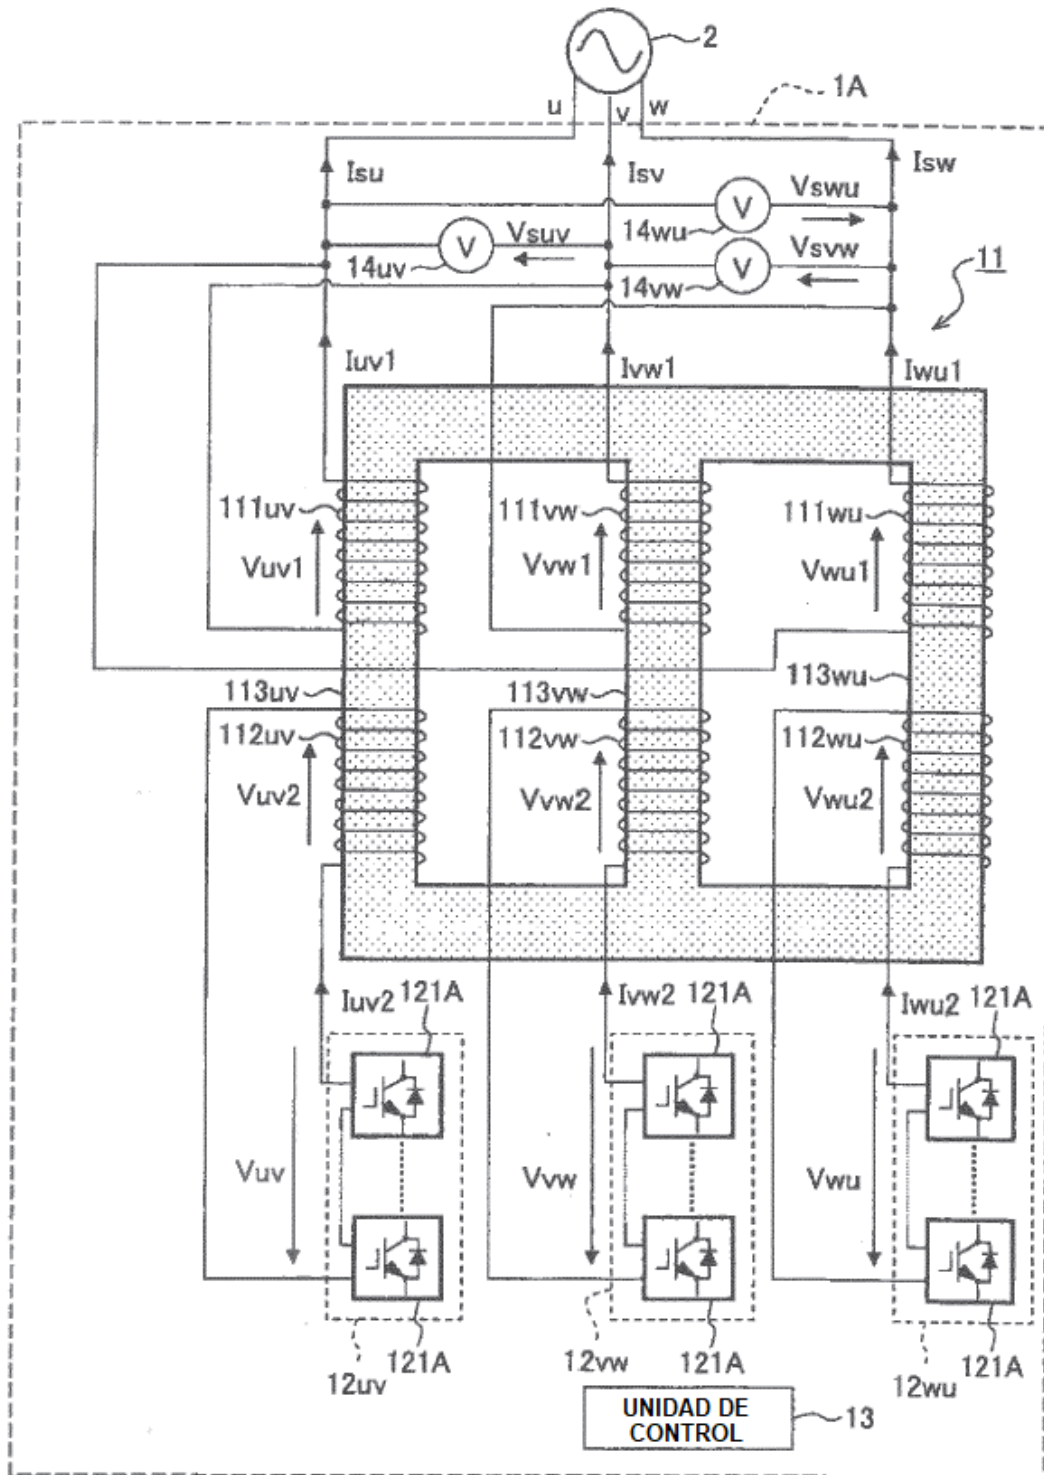 2
1A
u
v
w
Isu
Isv
Isw
V
Vswu
14wu
V
Vsuv
14uv
V
Vsvw
14vw
11
Iuv1
Ivw1
Iwu1
111uv
111vw
111wu
Vuv1
Vvw1
Vwu1
113uv
113vw
113wu
112uv
112vw
112wu
Vuv2
Vvw2
Vwu2
Iuv2
121A
Ivw2
121A
Iwu2
121A
Vuv
Vvw
Vwu
121A
121A
121A
12uv
12vw
12wu
UNIDAD DE
CONTROL
13